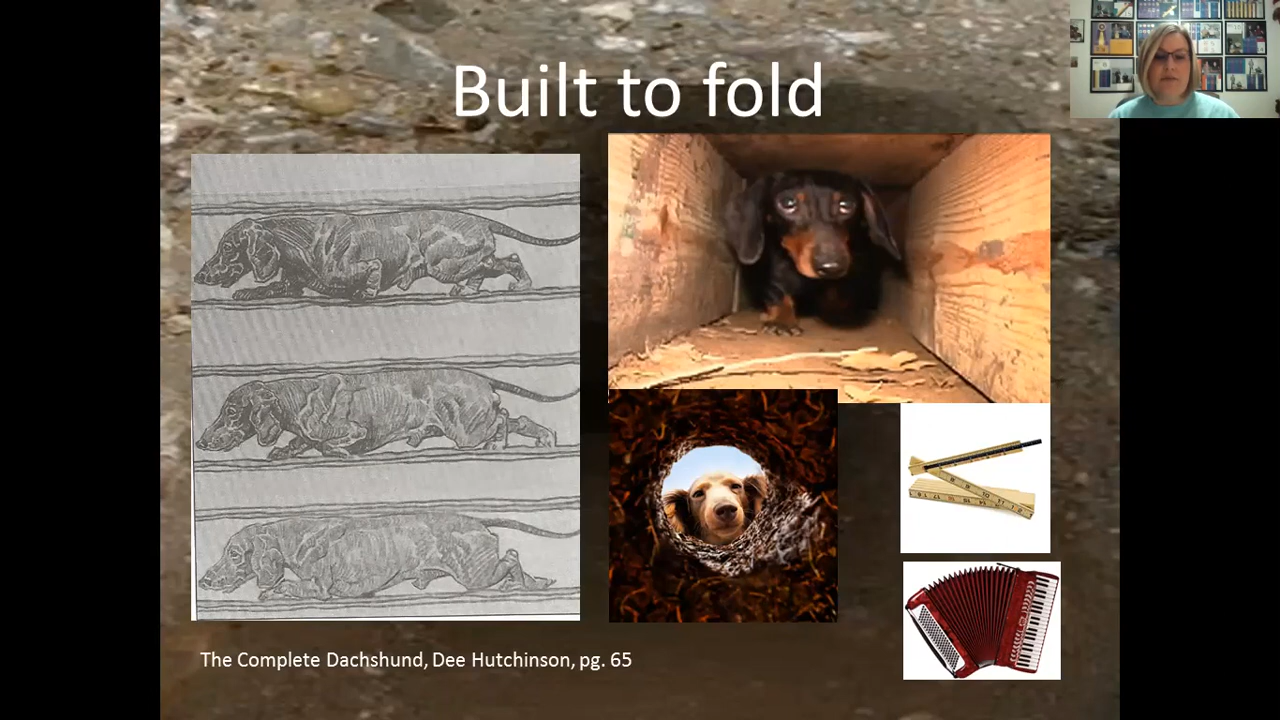 Built to fold
The Complete Dachshund, Dee Hutchinson, pg. 65